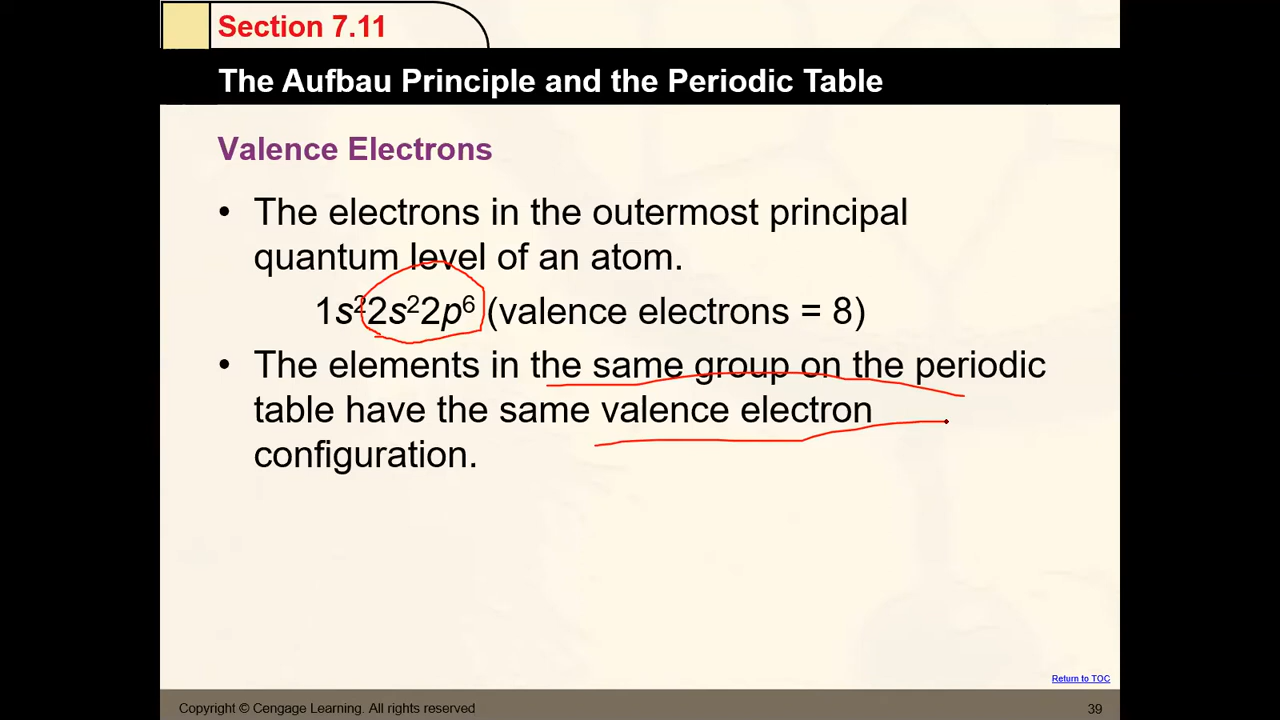 Section 7.11
The Aufbau Principle and the Periodic Table
Valence Electrons
• The electrons in the outermost principal
quantum level of an atom.
1s²2s²2p⁶ (valence electrons = 8)
• The elements in the same group on the periodic
table have the same valence electron
configuration.
Return to TOC
Copyright © Cengage Learning. All rights reserved 39